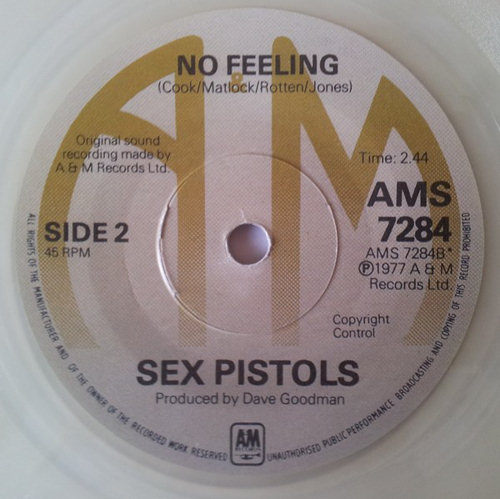 NO FEELING
(Cook/Matlock/Rotten/Jones)
Original sound
recording made by
A & M Records Ltd.
Time: 2.44
SIDE 2
45 RPM
AMS
7284
AMS 7284B*
Ⓟ1977 A & M
Records Ltd.
Copyright
Control
SEX PISTOLS
Produced by Dave Goodman
AM
RECORDS
ALL RIGHTS OF THE MANUFACTURER AND OF THE OWNER OF THE RECORDED WORK RESERVED
UNAUTHORISED PUBLIC PERFORMANCE BROADCASTING AND COPYING OF THIS RECORD PROHIBITED
A&M